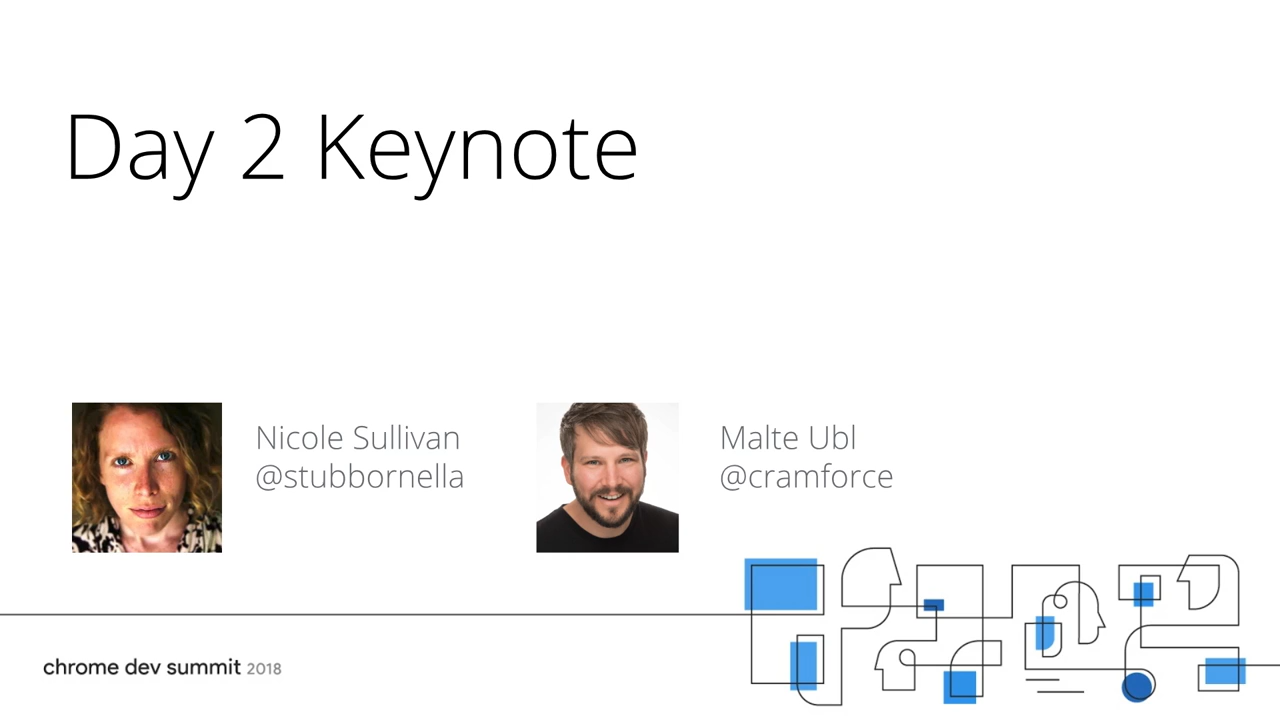 Day 2 Keynote
Nicole Sullivan
@stubbornella
Malte Ubl
@cramforce
chrome dev summit 2018